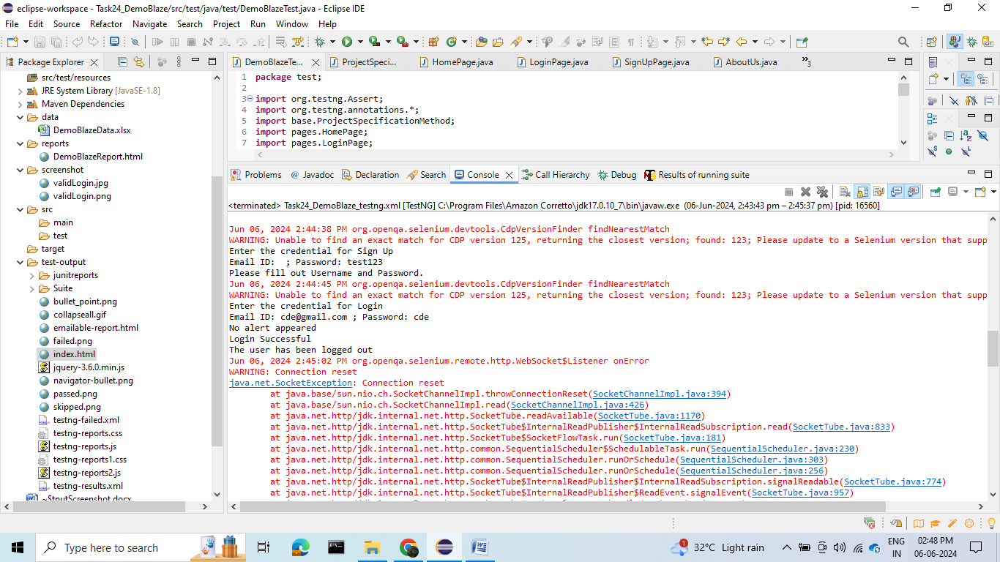 eclipse-workspace - Task24_DemoBlaze/src/test/java/test/DemoBlazeTest.java - Eclipse IDE
File Edit Source Refactor Navigate Search Project Run Window Help
Package Explorer
src/test/resources
JRE System Library [JavaSE-1.8]
Maven Dependencies
data
DemoBlazeData.xlsx
reports
DemoBlazeReport.html
screenshot
validLogin.jpg
validLogin.png
src
main
test
target
test-output
junitreports
Suite
bullet_point.png
collapseall.gif
emailable-report.html
failed.png
index.html
jquery-3.6.0.min.js
navigator-bullet.png
passed.png
skipped.png
testng-failed.xml
testng-reports.css
testng-reports.js
testng-reports1.css
testng-reports2.js
testng-results.xml
~$tputScreenshot.docx
DemoBlazeTe... ProjectSpeci... HomePage.java LoginPage.java SignUpPage.java AboutUs.java »3
1 package test;
2
3 import org.testng.Assert;
4 import org.testng.annotations.*;
5 import base.ProjectSpecificationMethod;
6 import pages.HomePage;
7 import pages.LoginPage;
Problems @ Javadoc Declaration Search Console Call Hierarchy Debug Results of running suite
<terminated> Task24_DemoBlaze_testng.xml [TestNG] C:\Program Files\Amazon Corretto\jdk17.0.10_7\bin\javaw.exe (06-Jun-2024, 2:43:43 pm – 2:45:37 pm) [pid: 16560]
Jun 06, 2024 2:44:38 PM org.openqa.selenium.devtools.CdpVersionFinder findNearestMatch
WARNING: Unable to find an exact match for CDP version 125, returning the closest version; found: 123; Please update to a Selenium version that supp
Enter the credential for Sign Up
Email ID:  ; Password: test123
Please fill out Username and Password.
Jun 06, 2024 2:44:45 PM org.openqa.selenium.devtools.CdpVersionFinder findNearestMatch
WARNING: Unable to find an exact match for CDP version 125, returning the closest version; found: 123; Please update to a Selenium version that supp
Enter the credential for Login
Email ID: cde@gmail.com ; Password: cde
No alert appeared
Login Successful
The user has been logged out
Jun 06, 2024 2:45:02 PM org.openqa.selenium.remote.http.WebSocket$Listener onError
WARNING: Connection reset
java.net.SocketException: Connection reset
at java.base/sun.nio.ch.SocketChannelImpl.throwConnectionReset(SocketChannelImpl.java:394)
at java.base/sun.nio.ch.SocketChannelImpl.read(SocketChannelImpl.java:426)
at java.net.http/jdk.internal.net.http.SocketTube.readAvailable(SocketTube.java:1170)
at java.net.http/jdk.internal.net.http.SocketTube$InternalReadPublisher$InternalReadSubscription.read(SocketTube.java:833)
at java.net.http/jdk.internal.net.http.SocketTube$SocketFlowTask.run(SocketTube.java:181)
at java.net.http/jdk.internal.net.http.common.SequentialScheduler$SchedulableTask.run(SequentialScheduler.java:230)
at java.net.http/jdk.internal.net.http.common.SequentialScheduler.runOrSchedule(SequentialScheduler.java:303)
at java.net.http/jdk.internal.net.http.common.SequentialScheduler.runOrSchedule(SequentialScheduler.java:256)
at java.net.http/jdk.internal.net.http.SocketTube$InternalReadPublisher$InternalReadSubscription.signalReadable(SocketTube.java:774)
at java.net.http/jdk.internal.net.http.SocketTube$InternalReadPublisher$ReadEvent.signalEvent(SocketTube.java:957)
Type here to search
1 32°C Light rain
ENG
IN
02:48 PM
06-06-2024